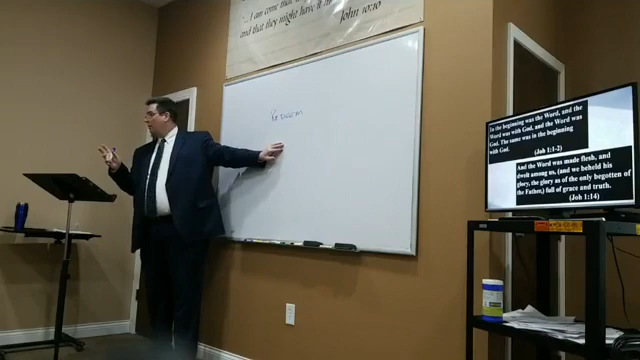 "...I am come that t
and that they might have it m
John 10:10
In the beginning was the Word, and the
Word was with God, and the Word was
God. The same was in the beginning
with God.
(Joh 1:1-2)
And the Word was made flesh, and
dwelt among us, (and we beheld his
glory, the glory as of the only begotten of
the Father,) full of grace and truth.
(Joh 1:14)